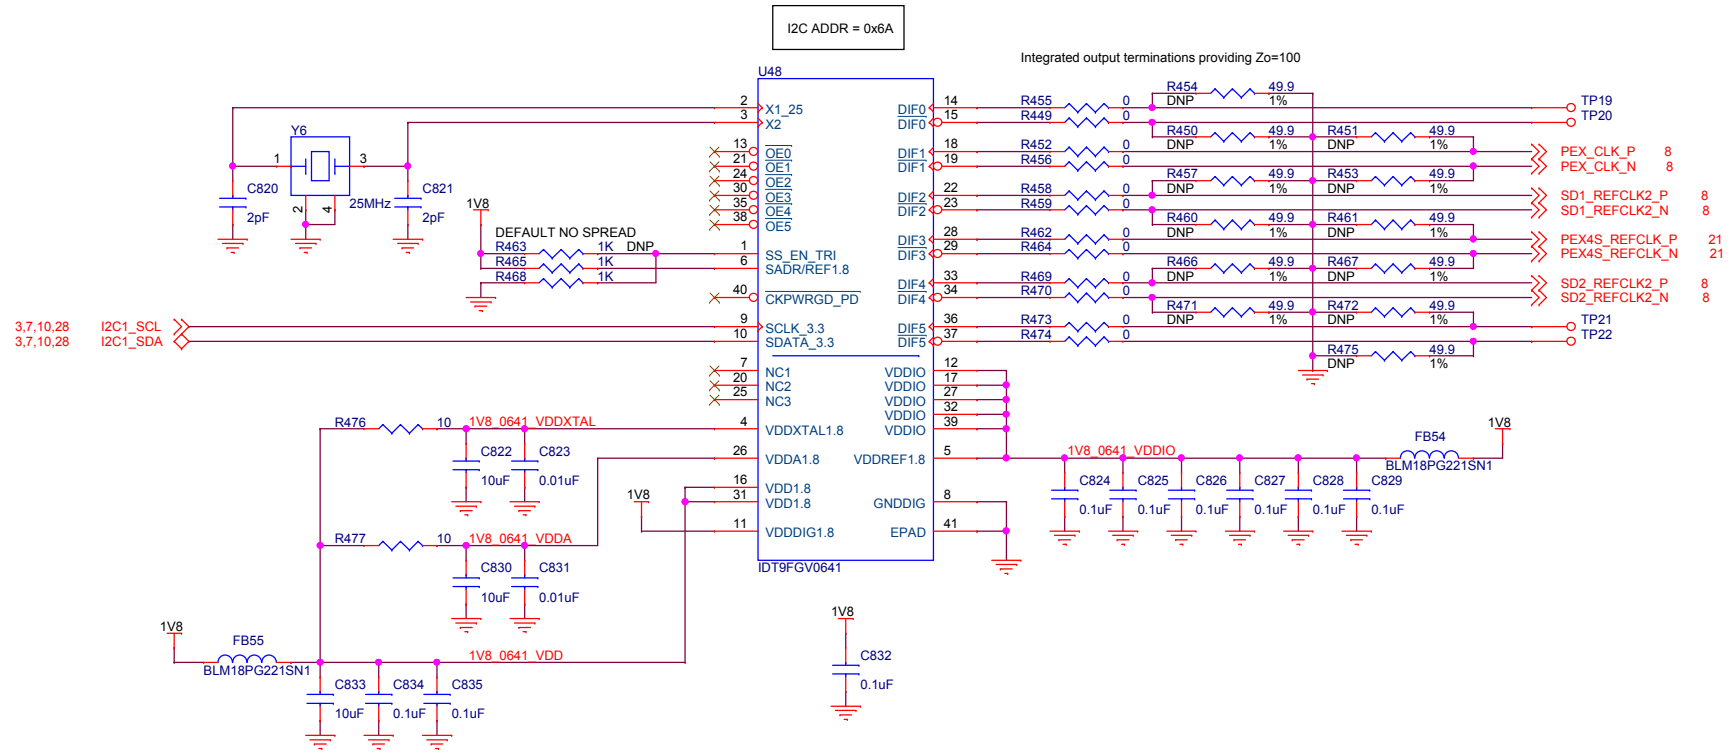 I2C ADDR = 0x6A
Integrated output terminations providing Zo=100
U48
2 X1_25
3 X2
13 OE0
21 OE1
24 OE2
30 OE3
35 OE4
38 OE5
1 SS_EN_TRI
6 SADR/REF1.8
40 CKPWRGD_PD
9 SCLK_3.3
10 SDATA_3.3
7 NC1
20 NC2
25 NC3
4 VDDXTAL1.8
26 VDDA1.8
16 VDD1.8
31 VDD1.8
11 VDDDIG1.8
DIF0 14
DIF0 15
DIF1 18
DIF1 19
DIF2 22
DIF2 23
DIF3 28
DIF3 29
DIF4 33
DIF4 34
DIF5 36
DIF5 37
VDDIO 12
VDDIO 17
VDDIO 27
VDDIO 32
VDDIO 39
VDDREF1.8 5
GNDDIG 8
EPAD 41
IDT9FGV0641
Y6
1 3
2 4
25MHz
C820
2pF
C821
2pF
1V8
DEFAULT NO SPREAD
R463 1K DNP
R465 1K
R468 1K
3,7,10,28 I2C1_SCL
3,7,10,28 I2C1_SDA
R476 10 1V8_0641_VDDXTAL
C822
10uF
C823
0.01uF
1V8
R477 10 1V8_0641_VDDA
C830
10uF
C831
0.01uF
1V8
FB55
BLM18PG221SN1
1V8_0641_VDD
C833
10uF
C834
0.1uF
C835
0.1uF
1V8
C832
0.1uF
R454 49.9
DNP 1%
R455 0
TP19
R449 0
TP20
R450 49.9
DNP 1%
R451 49.9
DNP 1%
R452 0
PEX_CLK_P 8
R456 0
PEX_CLK_N 8
R457 49.9
DNP 1%
R453 49.9
DNP 1%
R458 0
SD1_REFCLK2_P 8
R459 0
SD1_REFCLK2_N 8
R460 49.9
DNP 1%
R461 49.9
DNP 1%
R462 0
PEX4S_REFCLK_P 21
R464 0
PEX4S_REFCLK_N 21
R466 49.9
DNP 1%
R467 49.9
DNP 1%
R469 0
SD2_REFCLK2_P 8
R470 0
SD2_REFCLK2_N 8
R471 49.9
DNP 1%
R472 49.9
DNP 1%
R473 0
TP21
R474 0
TP22
R475 49.9
DNP 1%
1V8_0641_VDDIO
FB54
BLM18PG221SN1
1V8
C824
0.1uF
C825
0.1uF
C826
0.1uF
C827
0.1uF
C828
0.1uF
C829
0.1uF